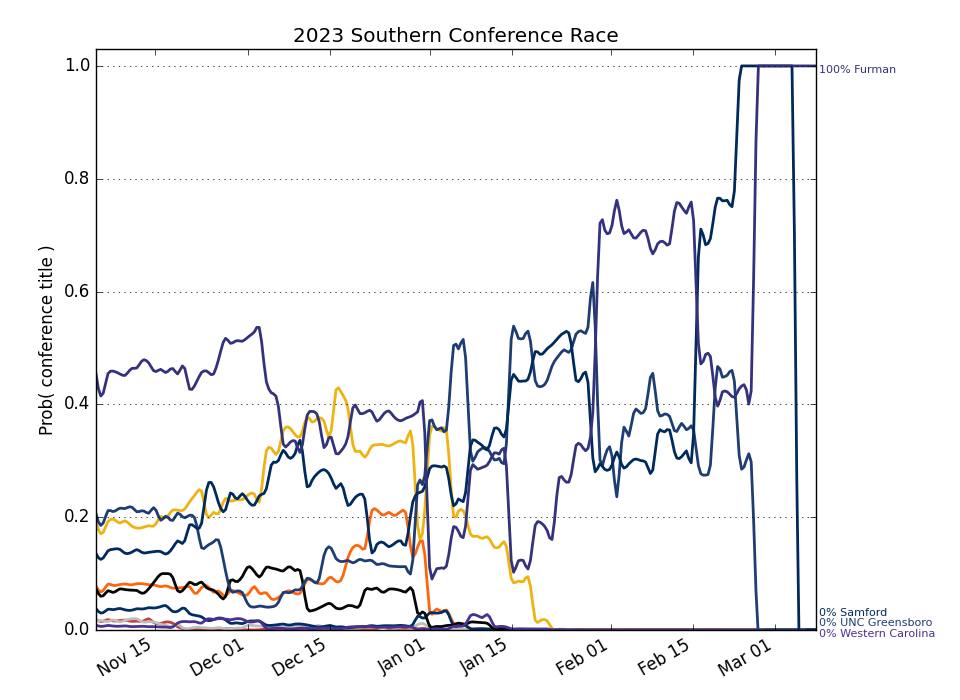 2023 Southern Conference Race
Prob( conference title )
1.0
0.8
0.6
0.4
0.2
0.0
100% Furman
0% Samford
0% UNC Greensboro
0% Western Carolina
Nov 15
Dec 01
Dec 15
Jan 01
Jan 15
Feb 01
Feb 15
Mar 01